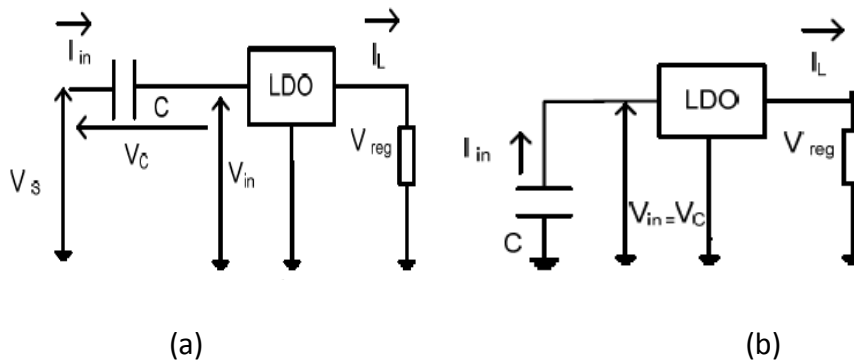 I in
C
V C
V S
V in
LDO
I L
V reg
(a)
I in
C
V in = V C
LDO
I L
V reg
(b)